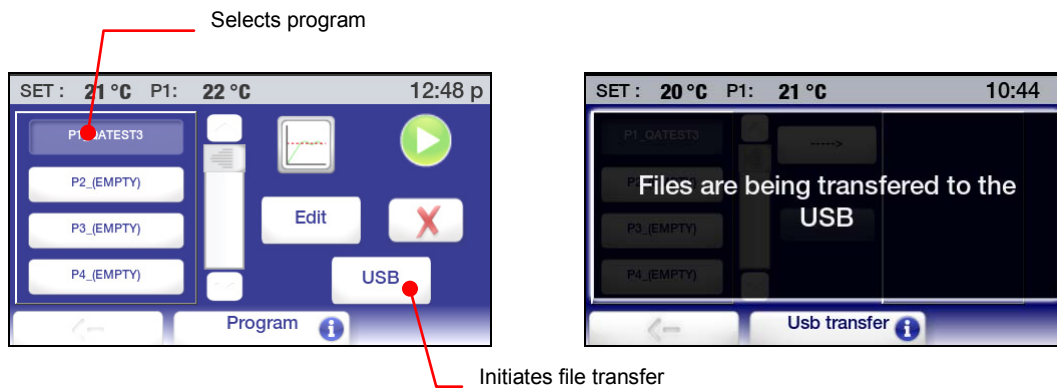 Selects program
SET : 21 °C P1: 22 °C 12:48 p
P1_QATEST3
P2_(EMPTY)
P3_(EMPTY)
P4_(EMPTY)
Edit
USB
Program
Initiates file transfer
SET : 20 °C P1: 21 °C 10:44
P1_QATEST3
----->
Files are being transfered to the
USB
P3_(EMPTY)
P4_(EMPTY)
Usb transfer